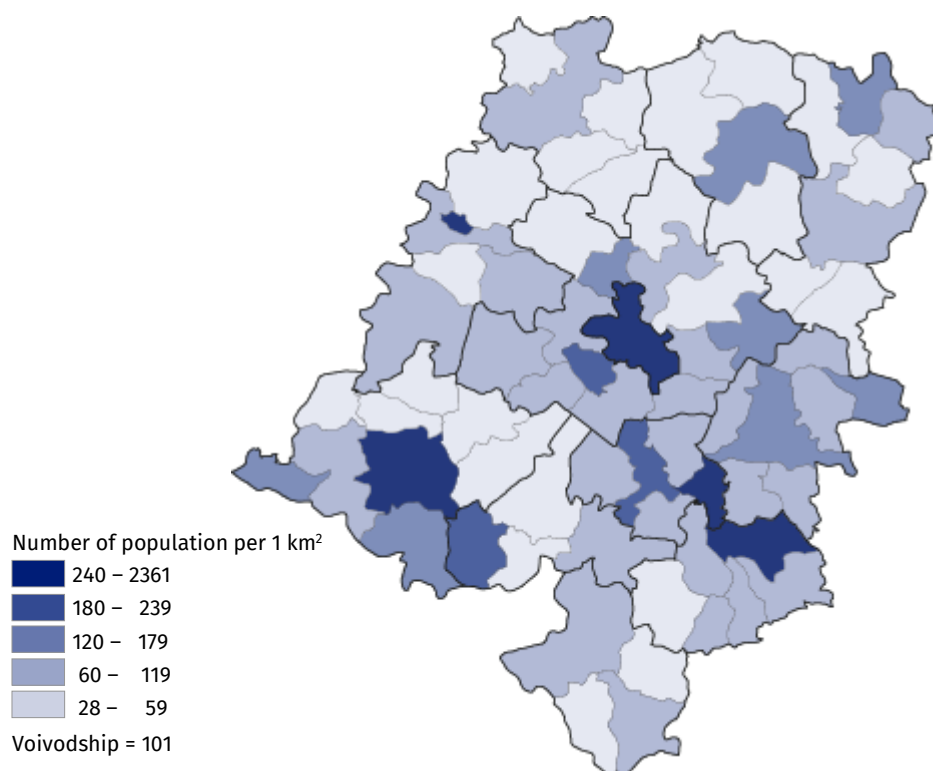 Number of population per 1 km²
240 – 2361
180 – 239
120 – 179
60 – 119
28 – 59
Voivodship = 101